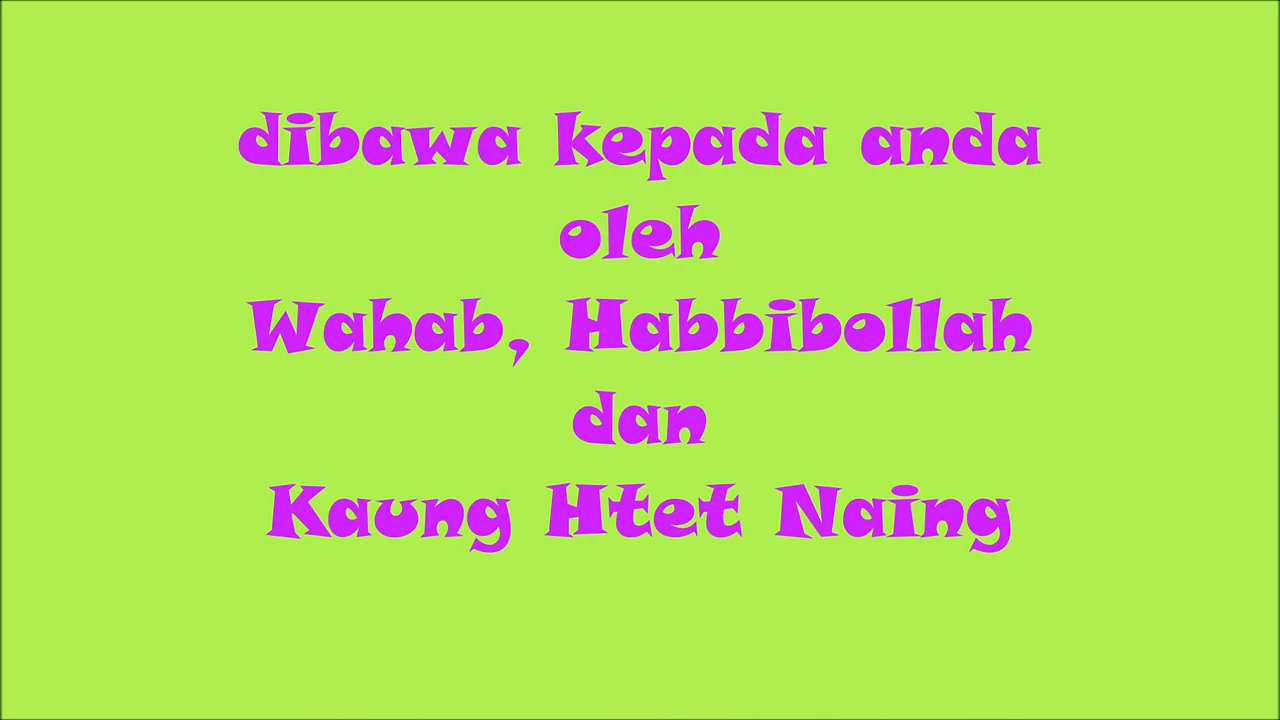 dibawa kepada anda
oleh
Wahab, Habbibollah
dan
Kaung Htet Naing